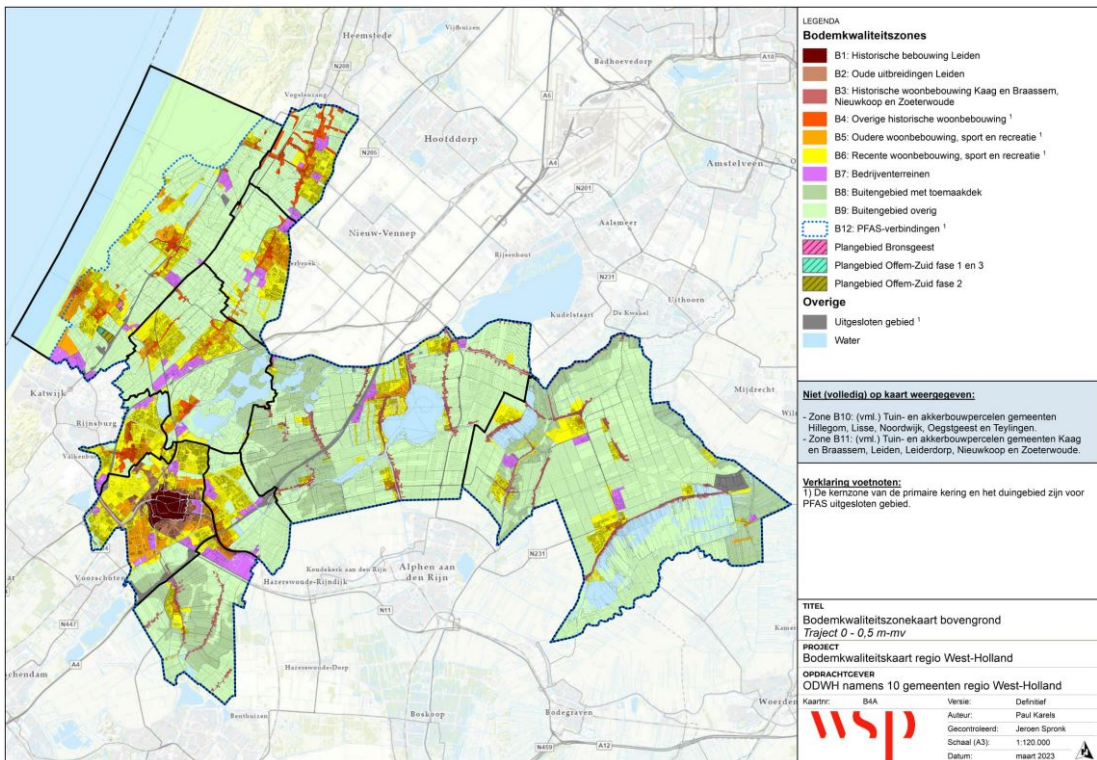 Heemstede
Vijfhuizen
Badhoevedorp
A10
N208
Vogelenzang
A5
N205
Hoofddorp
A4
Amstelveen
N201
Aalsmeer
Nieuw-Vennep
Rijsenhout
N231
Uithoorn
Kudelstaart
De Kwakel
Mijdrecht
Katwijk
Rijnsburg
Valkenburg
Voorschoten
Hazerswoude-Rijndijk
Koudekerk aan den Rijn
Alphen aan den Rijn
N231
N11
N447
A4
Hazerswoude-Dorp
Benthuizen
Boskoop
Bodegraven
N459
A12
Woerden
LEGENDA
Bodemkwaliteitszones
B1: Historische bebouwing Leiden
B2: Oude uitbreidingen Leiden
B3: Historische woonbebouwing Kaag en Braassem,
Nieuwkoop en Zoeterwoude
B4: Overige historische woonbebouwing 1
B5: Oudere woonbebouwing, sport en recreatie 1
B6: Recente woonbebouwing, sport en recreatie 1
B7: Bedrijventerreinen
B8: Buitengebied met toemaakdek
B9: Buitengebied overig
B12: PFAS-verbindingen 1
Plangebied Bronsgeest
Plangebied Offem-Zuid fase 1 en 3
Plangebied Offem-Zuid fase 2
Overige
Uitgesloten gebied 1
Water
Niet (volledig) op kaart weergegeven:
- Zone B10: (vml.) Tuin- en akkerbouwpercelen gemeenten
Hillegom, Lisse, Noordwijk, Oegstgeest en Teylingen.
- Zone B11: (vml.) Tuin- en akkerbouwpercelen gemeenten Kaag
en Braassem, Leiden, Leiderdorp, Nieuwkoop en Zoeterwoude.
Verklaring voetnoten:
1) De kernzone van de primaire kering en het duingebied zijn voor
PFAS uitgesloten gebied.
TITEL
Bodemkwaliteitszonekaart bovengrond
Traject 0 - 0,5 m-mv
PROJECT
Bodemkwaliteitskaart regio West-Holland
OPDRACHTGEVER
ODWH namens 10 gemeenten regio West-Holland
Kaartnr: B4A
Versie: Definitief
Auteur: Paul Karels
Gecontroleerd: Jeroen Spronk
Schaal (A3): 1:120.000
Datum: maart 2023
wsp
N